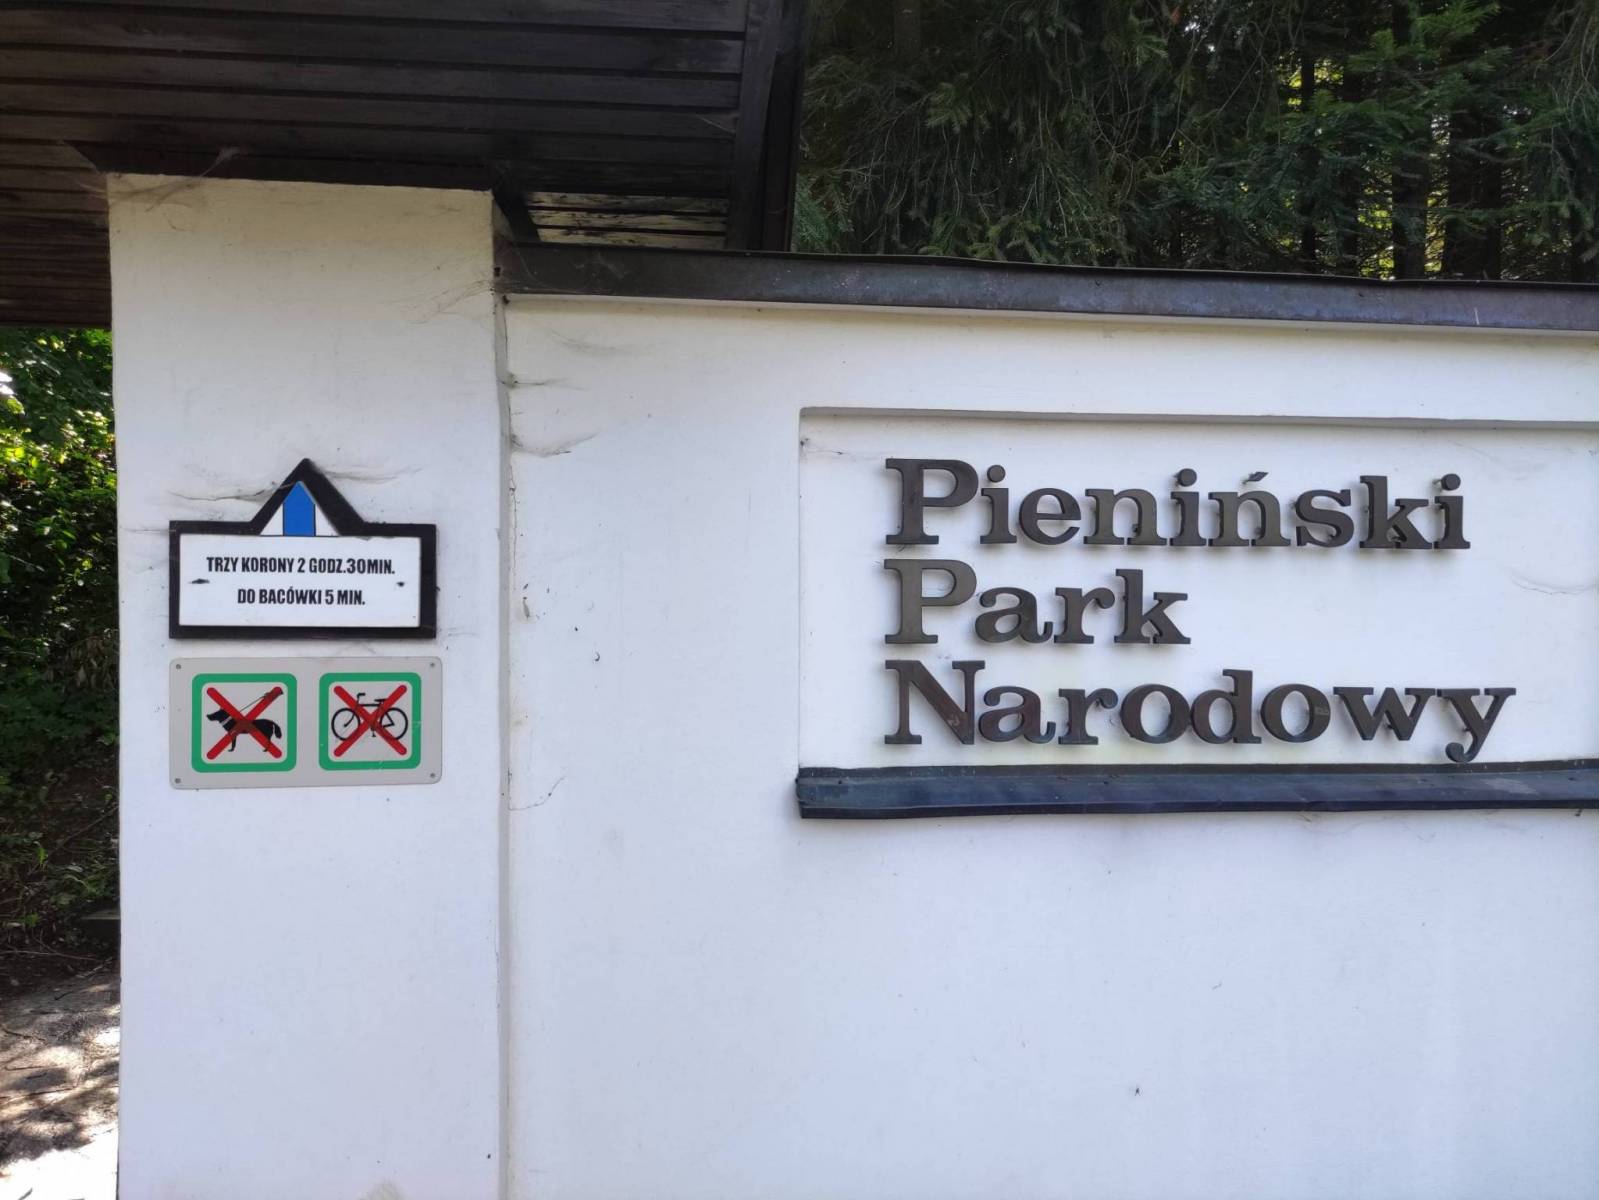 TRZY KORONY 2 GODZ.30MIN.
DO BACÓWKI 5 MIN.
Pieniński
Park
Narodowy